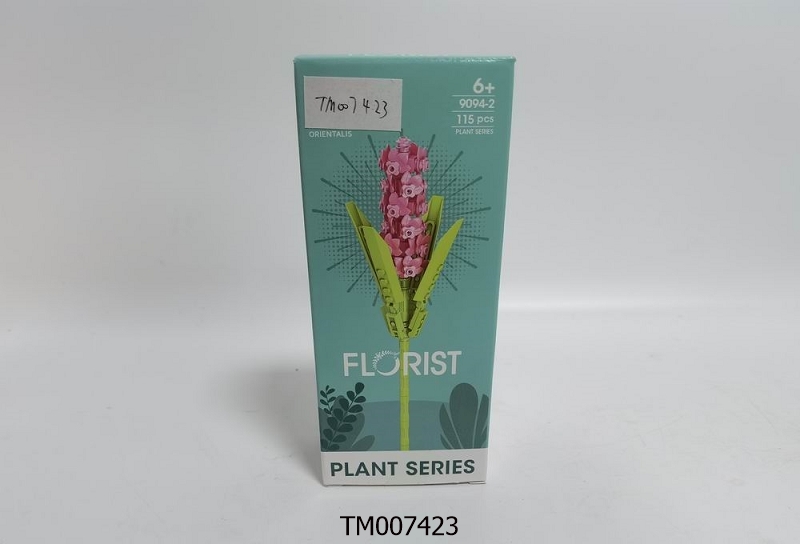 TM007423
ORIENTALIS
6+
9094-2
115 pcs
PLANT SERIES
FLORIST
PLANT SERIES
TM007423